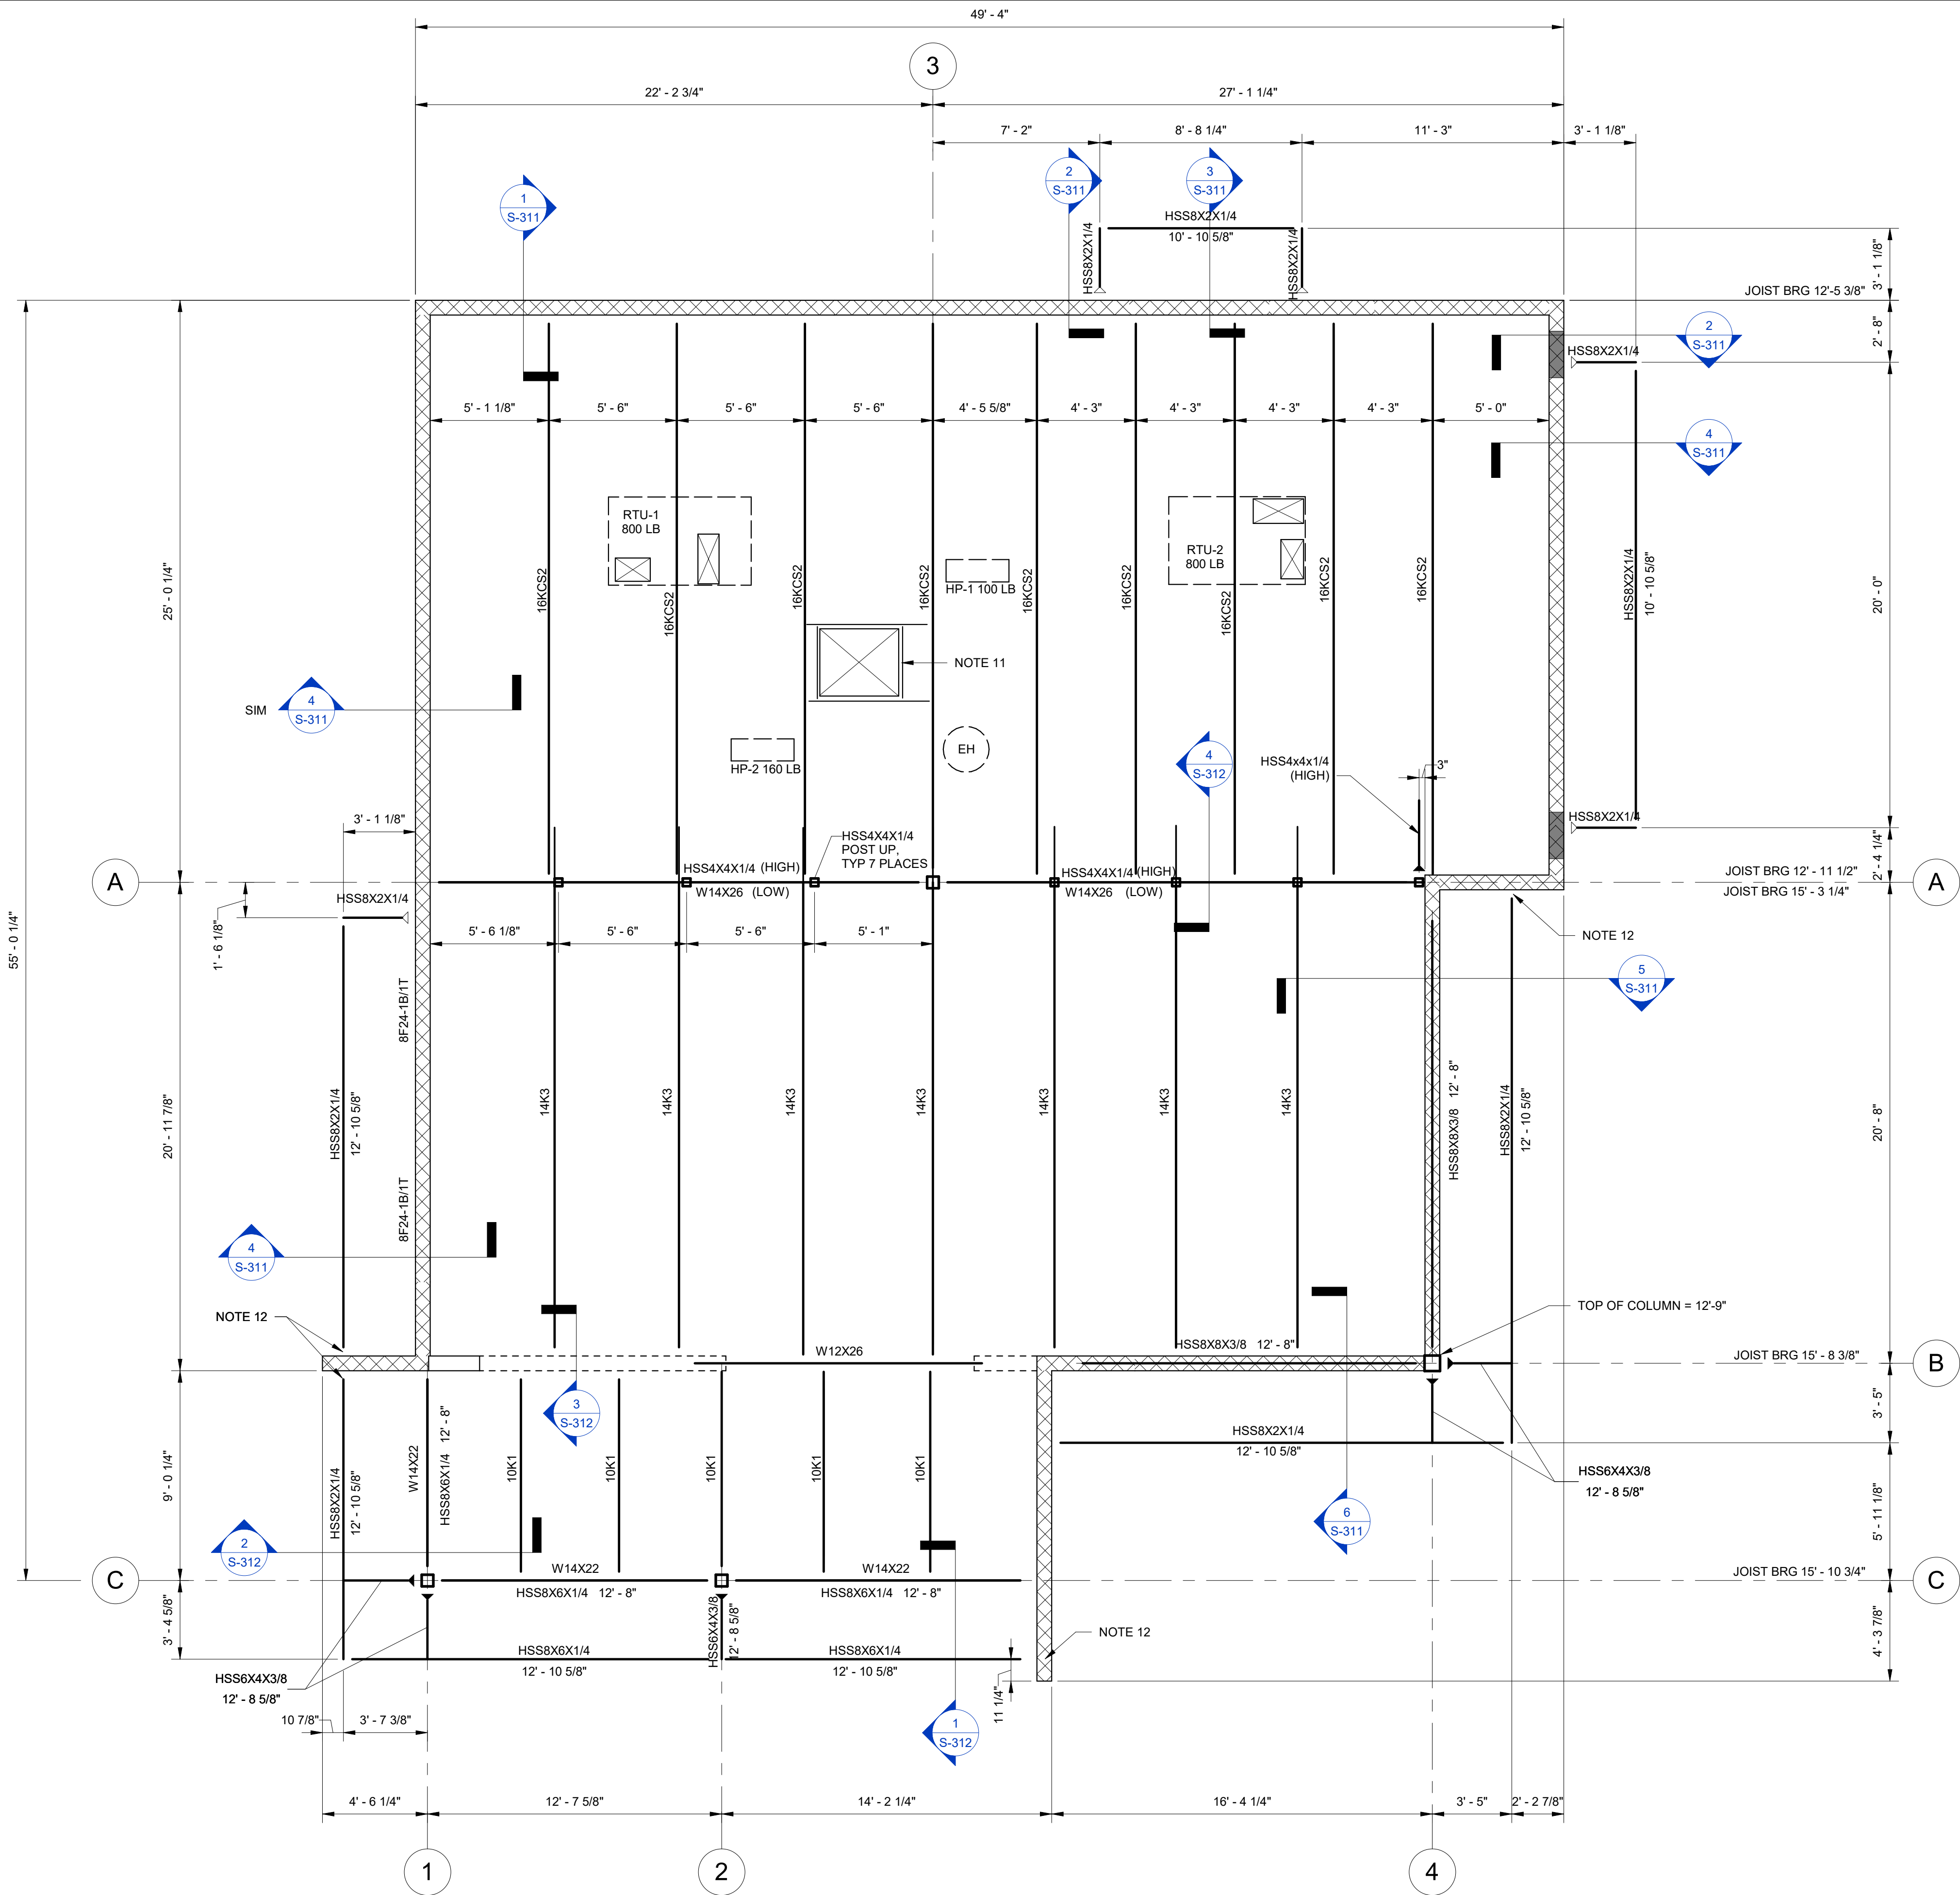 49' - 4"
3
22' - 2 3/4"
27' - 1 1/4"
7' - 2"
8' - 8 1/4"
11' - 3"
3' - 1 1/8"
1
S-311
2
S-311
3
S-311
HSS8X2X1/4
10' - 10 5/8"
HSS8X2X1/4
HSS8X2X1/4
3' - 1 1/8"
JOIST BRG 12'-5 3/8"
2' - 8"
2
S-311
HSS8X2X1/4
5' - 1 1/8"
5' - 6"
5' - 6"
5' - 6"
4' - 5 5/8"
4' - 3"
4' - 3"
4' - 3"
4' - 3"
5' - 0"
4
S-311
RTU-1
800 LB
RTU-2
800 LB
16KCS2
16KCS2
16KCS2
16KCS2
16KCS2
16KCS2
16KCS2
16KCS2
16KCS2
HP-1 100 LB
HSS8X2X1/4
10' - 10 5/8"
20' - 0"
25' - 0 1/4"
NOTE 11
SIM
4
S-311
HP-2 160 LB
EH
4
S-312
HSS4x4x1/4
(HIGH)
3"
3' - 1 1/8"
HSS4X4X1/4
POST UP,
TYP 7 PLACES
HSS8X2X1/4
2' - 4 1/4"
A
HSS4X4X1/4 (HIGH)
W14X26 (LOW)
HSS4X4X1/4 (HIGH)
W14X26 (LOW)
JOIST BRG 12' - 11 1/2"
JOIST BRG 15' - 3 1/4"
A
HSS8X2X1/4
1' - 6 1/8"
5' - 6 1/8"
5' - 6"
5' - 6"
5' - 1"
NOTE 12
55' - 0 1/4"
5
S-311
8F24-1B/1T
HSS8X2X1/4
12' - 10 5/8"
20' - 11 7/8"
14K3
14K3
14K3
14K3
14K3
14K3
14K3
HSS8X8X3/8 12' - 8"
HSS8X2X1/4
12' - 10 5/8"
20' - 8"
8F24-1B/1T
4
S-311
NOTE 12
TOP OF COLUMN = 12'-9"
W12X26
HSS8X8X3/8 12' - 8"
JOIST BRG 15' - 8 3/8"
B
3
S-312
3' - 5"
HSS8X2X1/4
12' - 10 5/8"
9' - 0 1/4"
HSS8X2X1/4
12' - 10 5/8"
W14X22
HSS8X6X1/4 12' - 8"
10K1
10K1
10K1
10K1
10K1
HSS6X4X3/8
12' - 8 5/8"
6
S-311
5' - 11 1/8"
2
S-312
C
W14X22
HSS8X6X1/4 12' - 8"
W14X22
HSS8X6X1/4 12' - 8"
JOIST BRG 15' - 10 3/4"
C
3' - 4 5/8"
HSS6X4X3/8
12' - 8 5/8"
HSS8X6X1/4
12' - 10 5/8"
HSS8X6X1/4
12' - 10 5/8"
NOTE 12
4' - 3 7/8"
HSS6X4X3/8
12' - 8 5/8"
11 1/4"
10 7/8"
3' - 7 3/8"
1
S-312
4' - 6 1/4"
12' - 7 5/8"
14' - 2 1/4"
16' - 4 1/4"
3' - 5"
2' - 2 7/8"
1
2
4